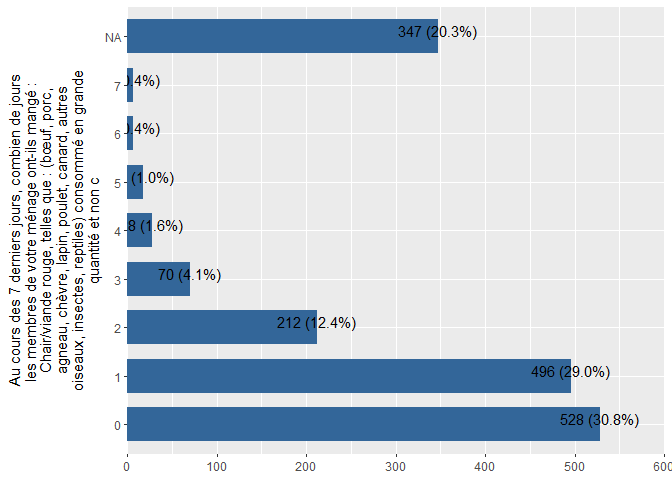 Au cours des 7 derniers jours, combien de jours
les membres de votre ménage ont-ils mangé :
Chair/viande rouge, telles que : (bœuf, porc,
agneau, chèvre, lapin, poulet, canard, autres
oiseaux, insectes, reptiles) consommé en grande
quantité et non c
NA 347 (20.3%)
7 0.4%)
6 0.4%)
5 (1.0%)
4 8 (1.6%)
3 70 (4.1%)
2 212 (12.4%)
1 496 (29.0%)
0 528 (30.8%)
0 100 200 300 400 500 600